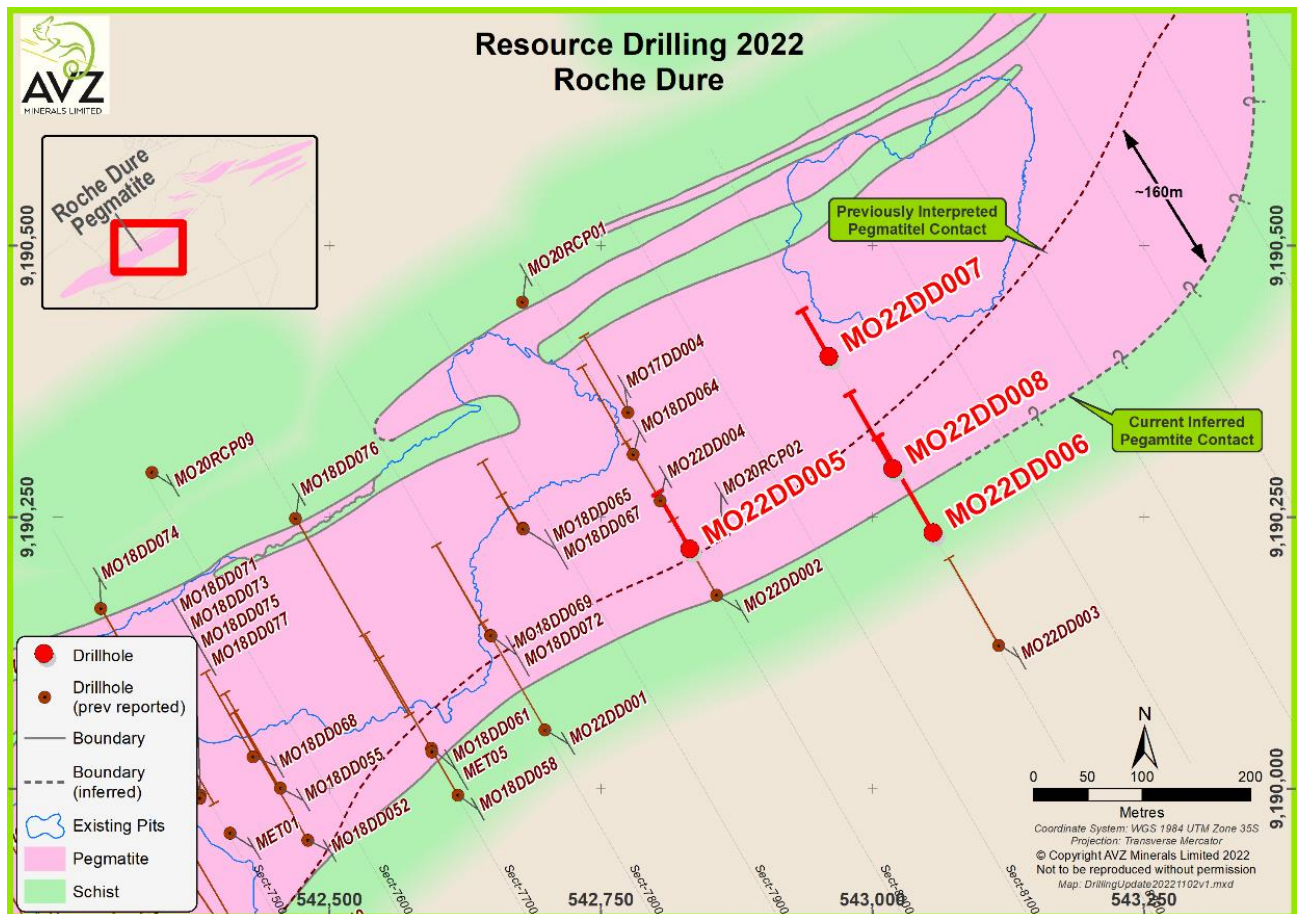 AVZ
MINERALS LIMITED
Resource Drilling 2022
Roche Dure
Roche Dure
Pegmatite
9,190,500
9,190,250
9,190,500
9,190,250
9,190,000
542,500
542,750
543,000
543,250
~160m
Previously Interpreted
Pegmatitel Contact
Current Inferred
Pegamtite Contact
?
?
?
?
?
MO20RCP01
MO22DD007
MO17DD004
MO18DD064
MO22DD008
MO22DD004
MO20RCP02
MO22DD005
MO22DD006
MO20RCP09
MO18DD076
MO18DD065
MO18DD067
MO18DD074
MO18DD071
MO18DD073
MO18DD075
MO18DD077
MO18DD069
MO18DD072
MO22DD002
MO22DD003
MO22DD001
MO18DD068
MO18DD061
MET05
MO18DD055
MO18DD058
MO18DD052
MET01
Sect-7500
Sect-7600
Sect-7700
Sect-7800
Sect-8100
Drillhole
Drillhole
(prev reported)
Boundary
Boundary
(inferred)
Existing Pits
Pegmatite
Schist
N
0 50 100 200
Metres
Coordinate System: WGS 1984 UTM Zone 35S
Projection: Transverse Mercator
© Copyright AVZ Minerals Limited 2022
Not to be reproduced without permission
Map: DrillingUpdate20221102v1.mxd